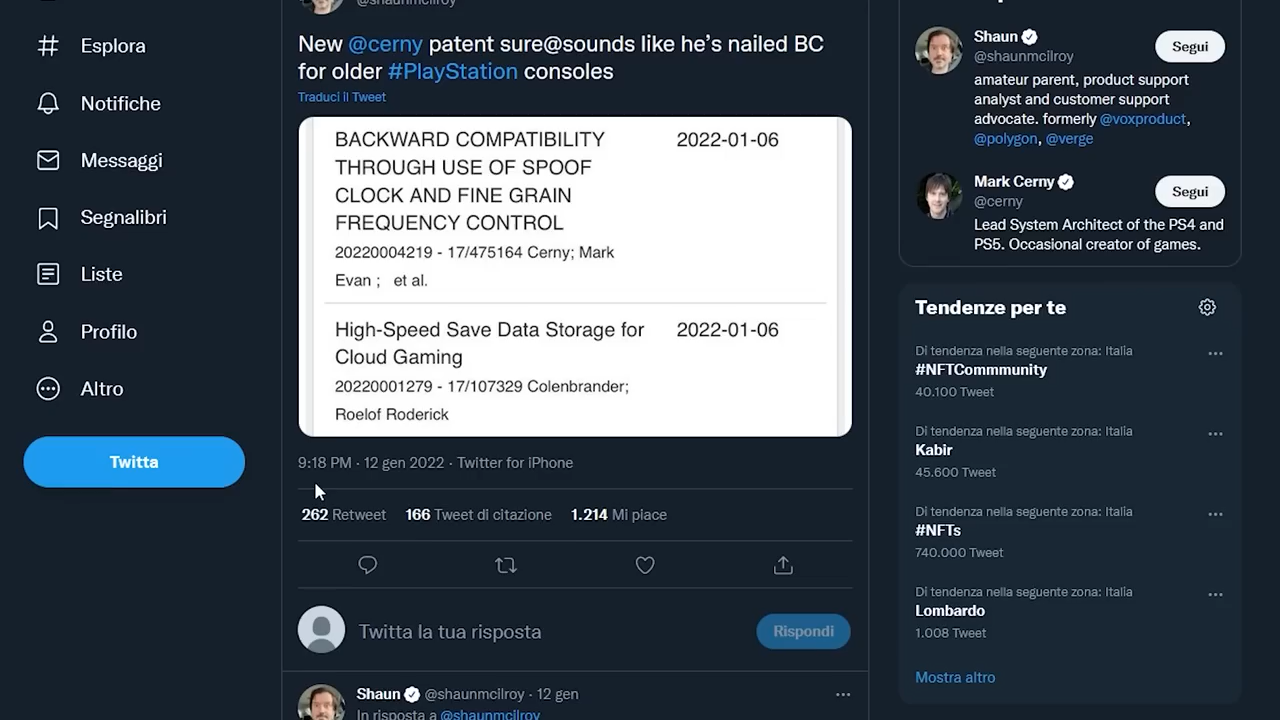 @shaunmcilroy
Esplora
Notifiche
Messaggi
Segnalibri
Liste
Profilo
Altro
Twitta
New @cerny patent sure@sounds like he's nailed BC
for older #PlayStation consoles
Traduci il Tweet
BACKWARD COMPATIBILITY
THROUGH USE OF SPOOF
CLOCK AND FINE GRAIN
FREQUENCY CONTROL
2022-01-06
20220004219 - 17/475164 Cerny; Mark
Evan ; et al.
High-Speed Save Data Storage for
Cloud Gaming
2022-01-06
20220001279 - 17/107329 Colenbrander;
Roelof Roderick
9:18 PM · 12 gen 2022 · Twitter for iPhone
262 Retweet 166 Tweet di citazione 1.214 Mi piace
Twitta la tua risposta
Rispondi
Shaun @shaunmcilroy · 12 gen
In risposta a @shaunmcilroy
Shaun
@shaunmcilroy
Segui
amateur parent, product support
analyst and customer support
advocate. formerly @voxproduct,
@polygon, @verge
Mark Cerny
@cerny
Segui
Lead System Architect of the PS4 and
PS5. Occasional creator of games.
Tendenze per te
Di tendenza nella seguente zona: Italia
#NFTCommmunity
40.100 Tweet
Di tendenza nella seguente zona: Italia
Kabir
45.600 Tweet
Di tendenza nella seguente zona: Italia
#NFTs
740.000 Tweet
Di tendenza nella seguente zona: Italia
Lombardo
1.008 Tweet
Mostra altro